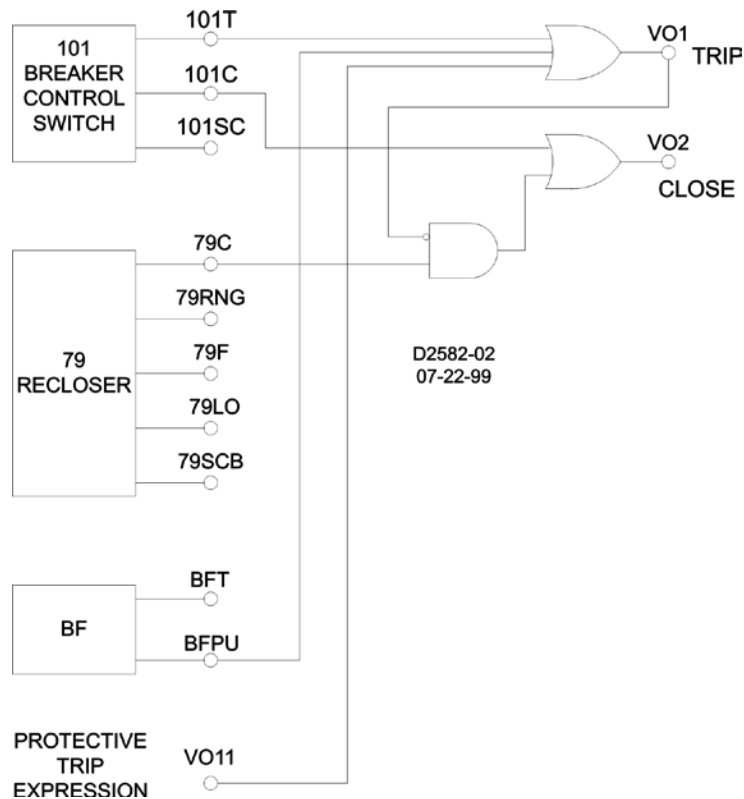 101
BREAKER
CONTROL
SWITCH
101T
101C
101SC
VO1
TRIP
VO2
CLOSE
79
RECLOSER
79C
79RNG
79F
79LO
79SCB
D2582-02
07-22-99
BF
BFT
BFPU
PROTECTIVE
TRIP
EXPRESSION
VO11